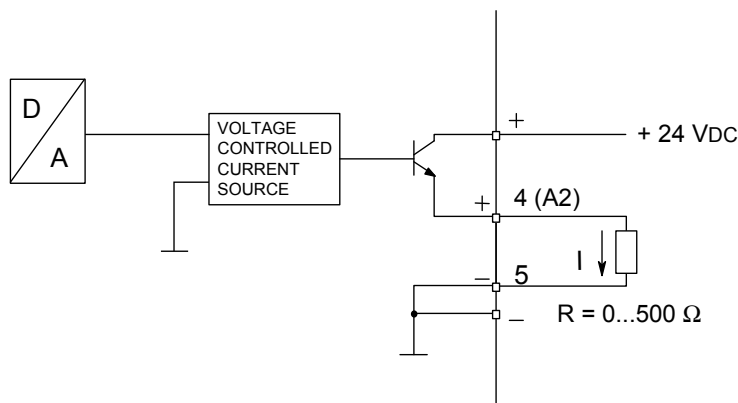 D
A
VOLTAGE
CONTROLLED
CURRENT
SOURCE
+
+ 24 VDC
+
4 (A2)
I
−
5
−
R = 0...500 Ω